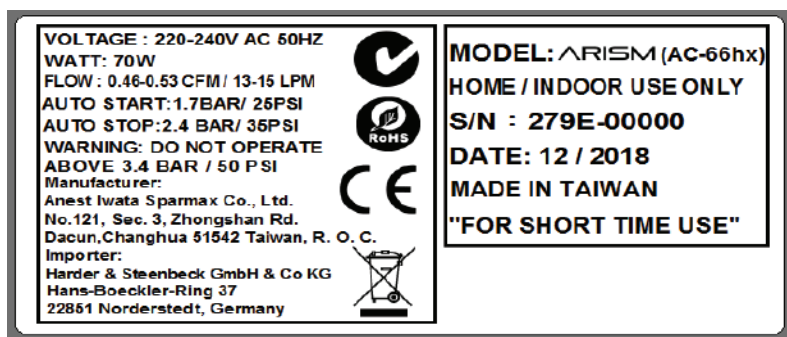 VOLTAGE : 220-240V AC 50HZ
WATT: 70W
FLOW : 0.46-0.53 CFM / 13-15 LPM
AUTO START:1.7BAR/ 25PSI
AUTO STOP:2.4 BAR/ 35PSI
WARNING: DO NOT OPERATE
ABOVE 3.4 BAR / 50 PSI
Manufacturer:
Anest Iwata Sparmax Co., Ltd.
No.121, Sec. 3, Zhongshan Rd.
Dacun,Changhua 51542 Taiwan, R. O. C.
Importer:
Harder & Steenbeck GmbH & Co KG
Hans-Boeckler-Ring 37
22851 Norderstedt, Germany
RoHS
CE
MODEL: ARISM (AC-66hx)
HOME / INDOOR USE ONLY
S/N : 279E-00000
DATE: 12 / 2018
MADE IN TAIWAN
"FOR SHORT TIME USE"